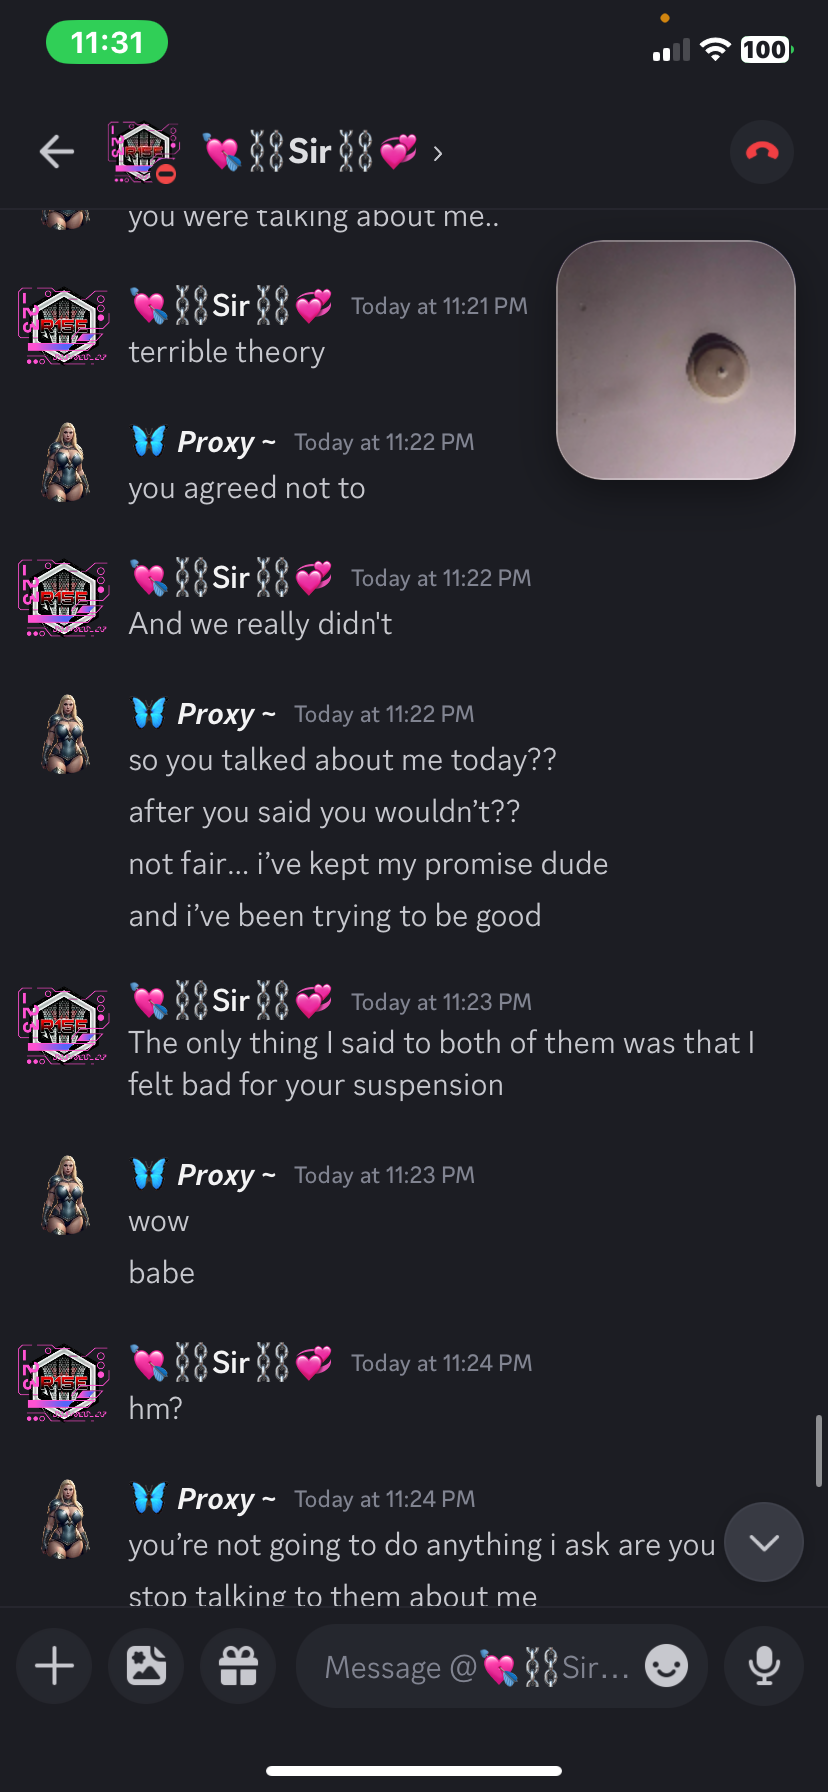 11:31
100
💘⛓️Sir⛓️💞 ›
you were talking about me..
💘⛓️Sir⛓️💞 Today at 11:21 PM
terrible theory
🦋 Proxy ~ Today at 11:22 PM
you agreed not to
💘⛓️Sir⛓️💞 Today at 11:22 PM
And we really didn't
🦋 Proxy ~ Today at 11:22 PM
so you talked about me today??
after you said you wouldn’t??
not fair... i’ve kept my promise dude
and i’ve been trying to be good
💘⛓️Sir⛓️💞 Today at 11:23 PM
The only thing I said to both of them was that I
felt bad for your suspension
🦋 Proxy ~ Today at 11:23 PM
wow
babe
💘⛓️Sir⛓️💞 Today at 11:24 PM
hm?
🦋 Proxy ~ Today at 11:24 PM
you’re not going to do anything i ask are you
stop talking to them about me
Message @💘⛓️Sir...